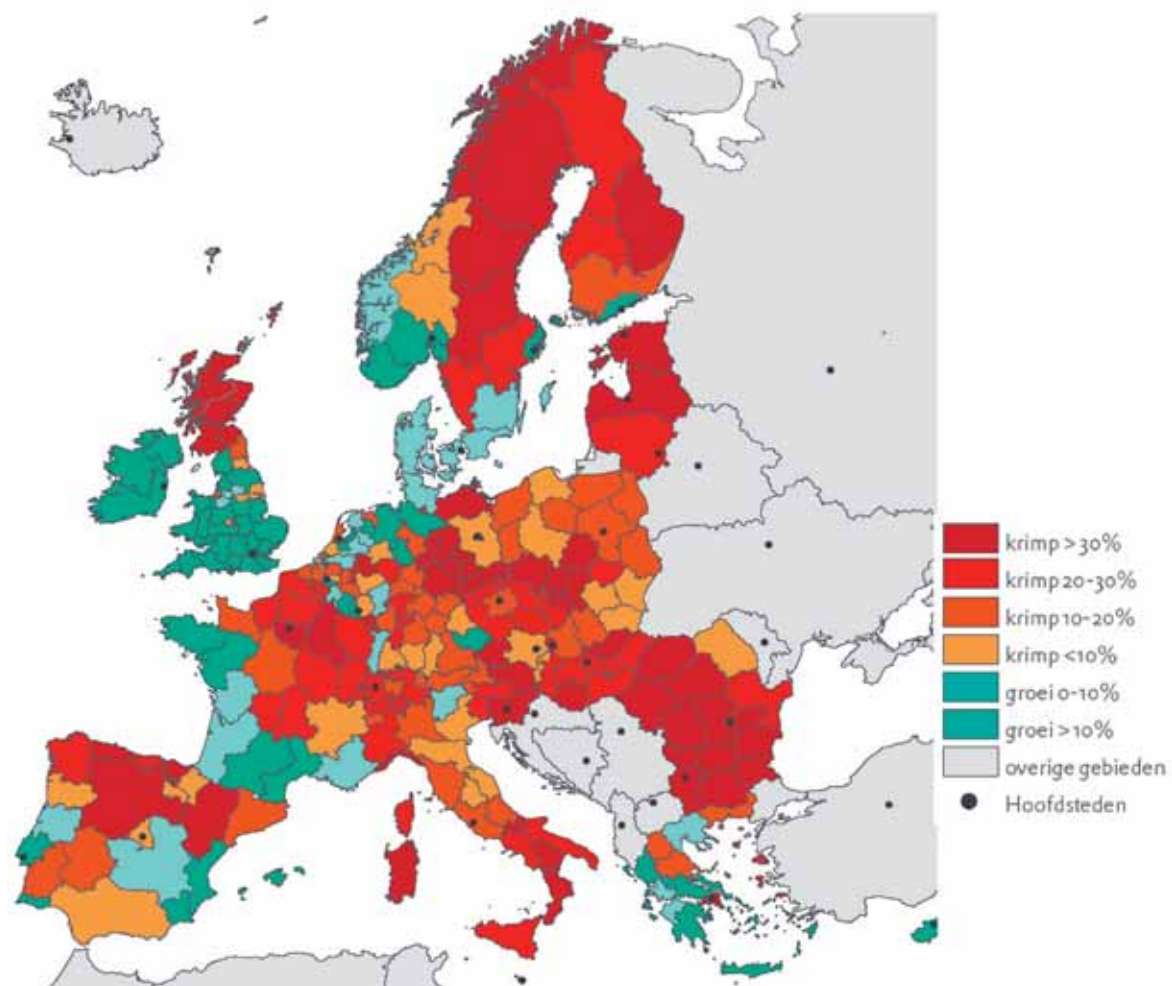 krimp > 30%
krimp 20-30%
krimp 10-20%
krimp <10%
groei 0-10%
groei >10%
overige gebieden
Hoofdsteden